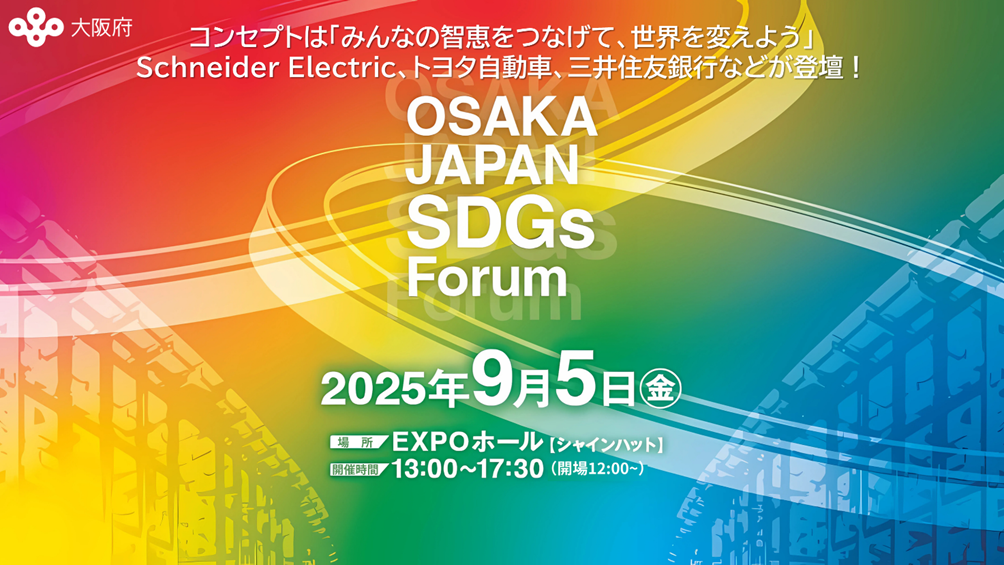 大阪府
コンセプトは「みんなの智恵をつなげて、世界を変えよう」
Schneider Electric、トヨタ自動車、三井住友銀行などが登壇！
OSAKA
JAPAN
SDGs
Forum
2025年9月5日㊎
場所 EXPOホール【シャインハット】
開催時間 13:00~17:30（開場12:00~）